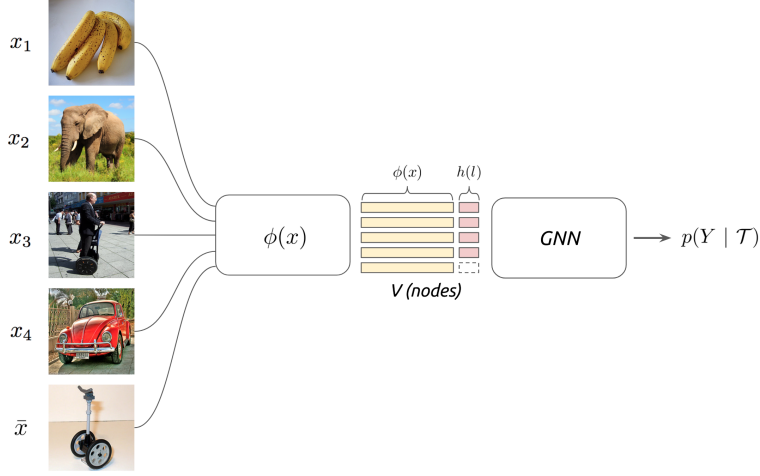 x₁
x₂
x₃
x₄
x̄
ϕ(x)
ϕ(x)
h(l)
V (nodes)
GNN
p(Y | 𝒯)